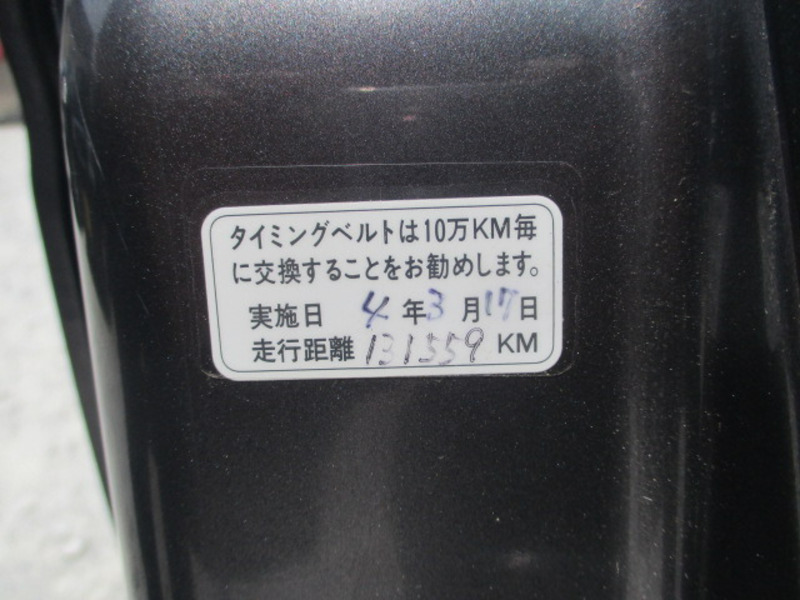 タイミングベルトは10万KM毎
に交換することをお勧めします。
実施日 4年3月17日
走行距離 131559 KM